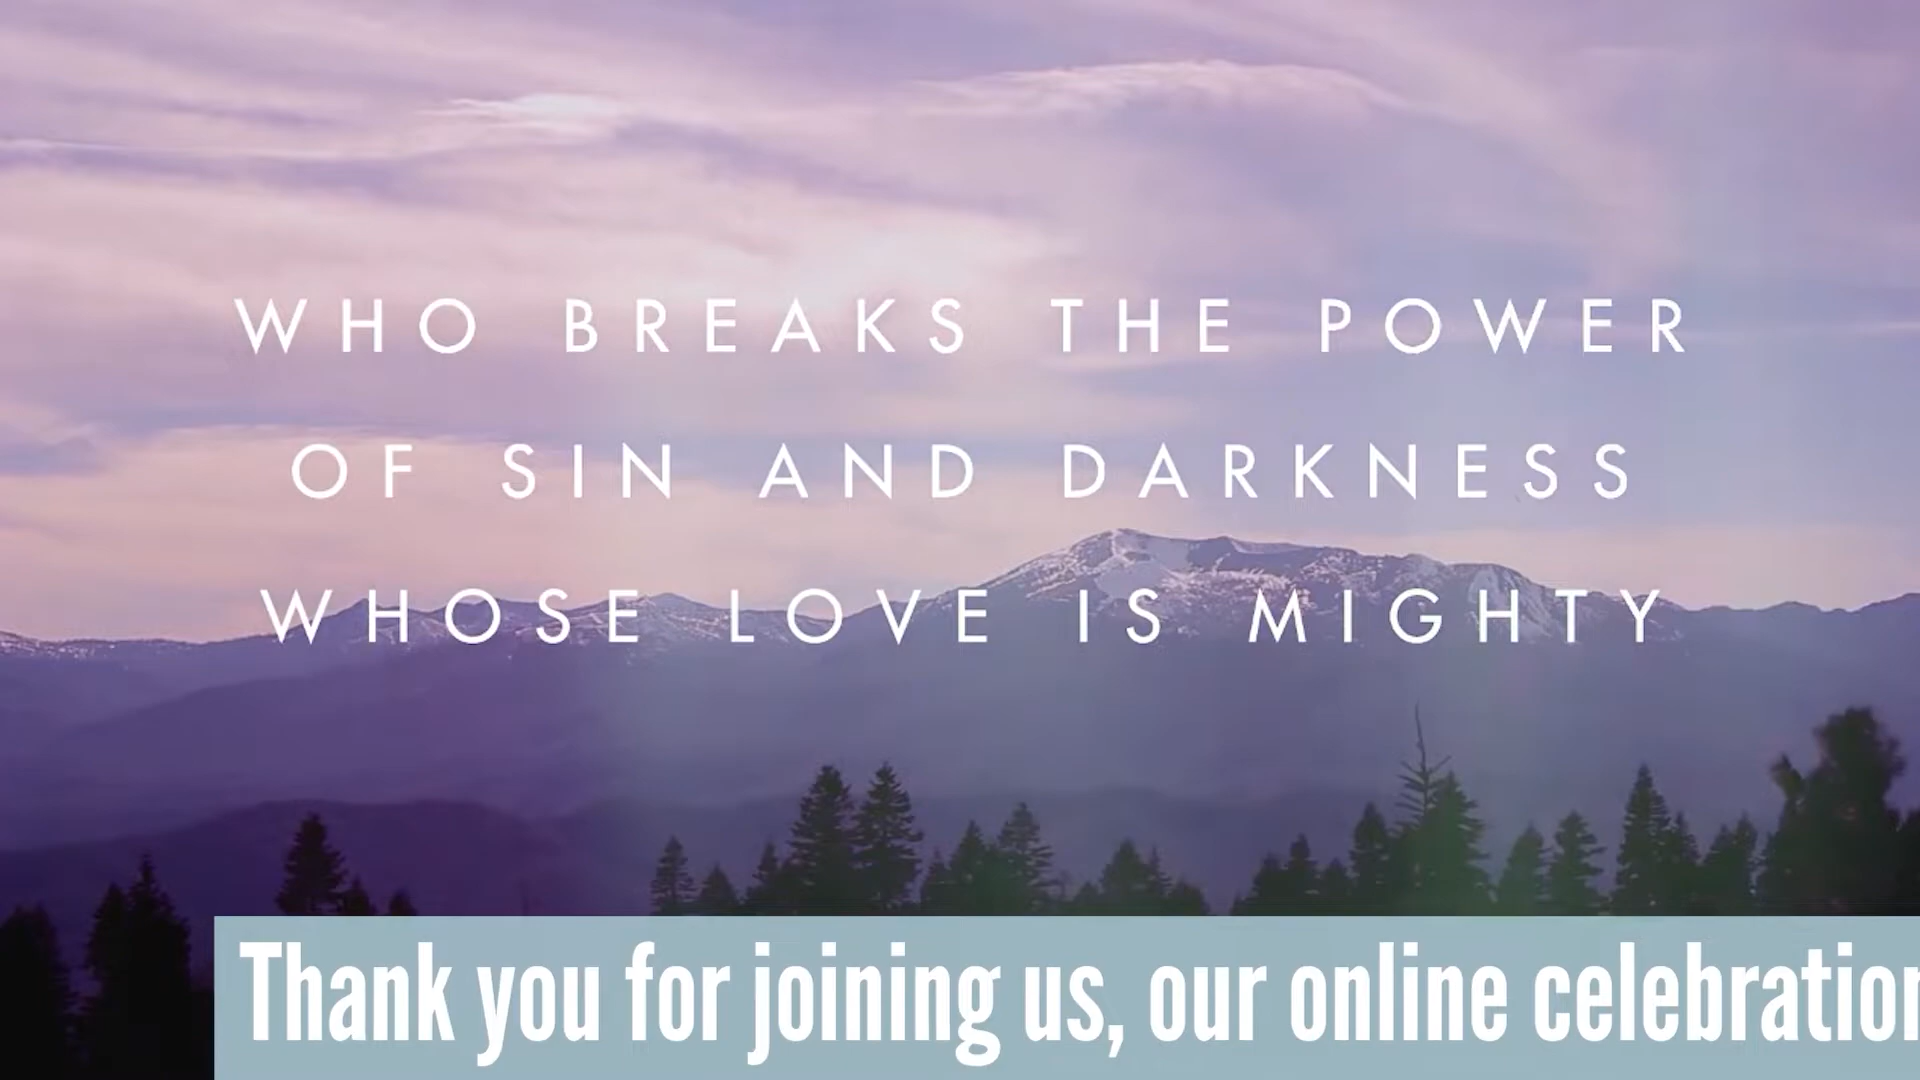 WHO BREAKS THE POWER
OF SIN AND DARKNESS
WHOSE LOVE IS MIGHTY
Thank you for joining us, our online celebration